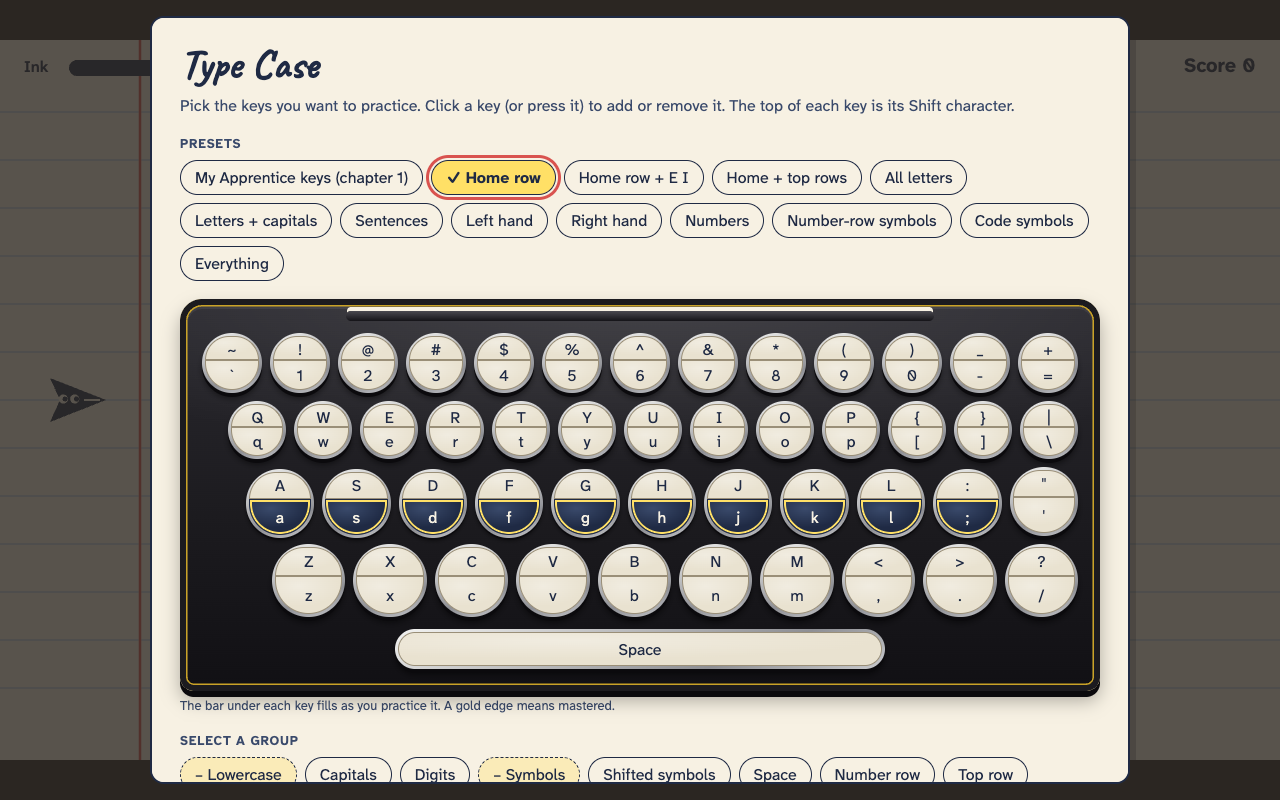 Ink
Score 0
Type Case
Pick the keys you want to practice. Click a key (or press it) to add or remove it. The top of each key is its Shift character.
PRESETS
My Apprentice keys (chapter 1) ✓ Home row Home row + E I Home + top rows All letters
Letters + capitals Sentences Left hand Right hand Numbers Number-row symbols Code symbols
Everything
~ ! @ # $ % ^ & * ( ) _ +
` 1 2 3 4 5 6 7 8 9 0 - =
Q W E R T Y U I O P { } |
q w e r t y u i o p [ ] \
A S D F G H J K L : "
a s d f g h j k l ; '
Z X C V B N M < > ?
z x c v b n m , . /
Space
The bar under each key fills as you practice it. A gold edge means mastered.
SELECT A GROUP
– Lowercase Capitals Digits – Symbols Shifted symbols Space Number row Top row